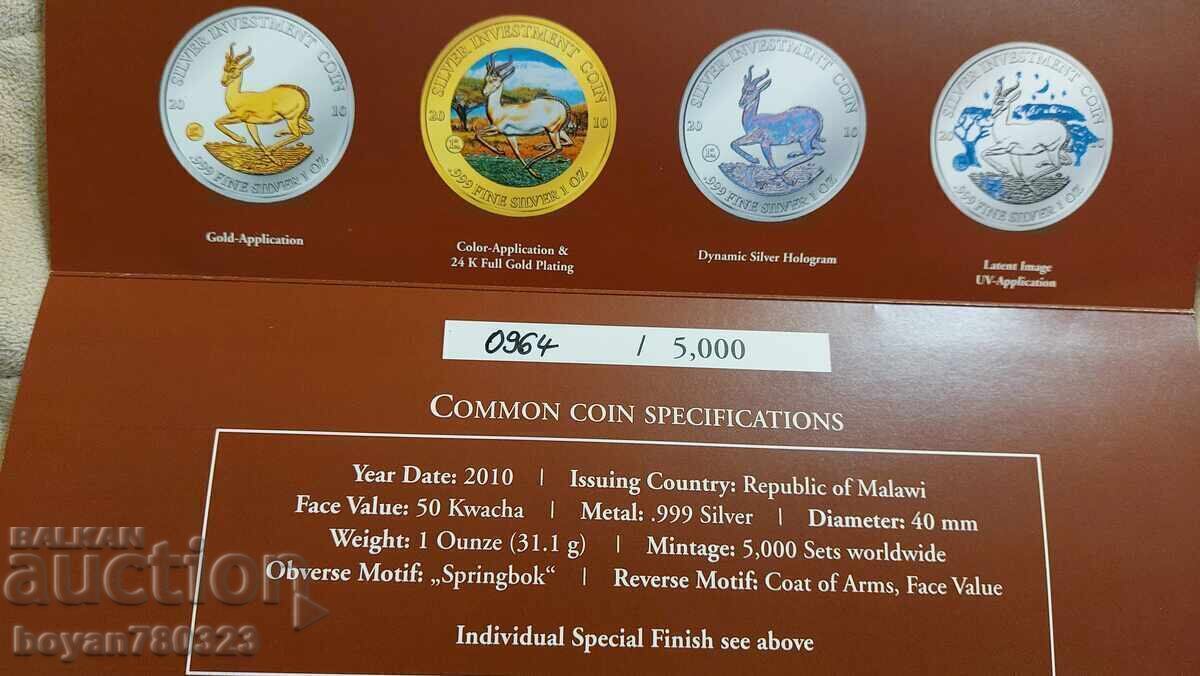 SILVER INVESTMENT COIN
20 10
.999 FINE SILVER 1 OZ
SILVER INVESTMENT COIN
20 10
.999 FINE SILVER 1 OZ
SILVER INVESTMENT COIN
20 10
.999 FINE SILVER 1 OZ
SILVER INVESTMENT COIN
20 10
.999 FINE SILVER 1 OZ
Gold-Application
Color-Application &
24 K Full Gold Plating
Dynamic Silver Hologram
Latent Image
UV-Application
0964 / 5,000
COMMON COIN SPECIFICATIONS
Year Date: 2010 | Issuing Country: Republic of Malawi
Face Value: 50 Kwacha | Metal: .999 Silver | Diameter: 40 mm
Weight: 1 Ounze (31.1 g) | Mintage: 5,000 Sets worldwide
Obverse Motif: „Springbok“ | Reverse Motif: Coat of Arms, Face Value
Individual Special Finish see above
BALKAN
auction
boyan780323